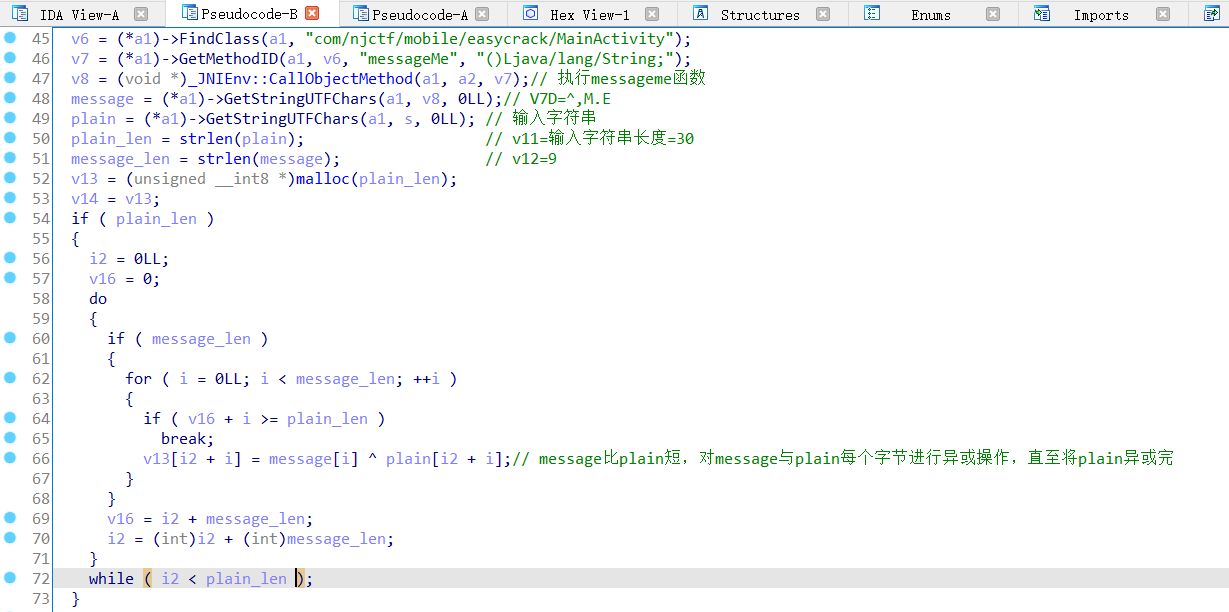 IDA View-A Pseudocode-B Pseudocode-A Hex View-1 Structures Enums Imports
45 v6 = (*a1)->FindClass(a1, "com/njctf/mobile/easycrack/MainActivity");
46 v7 = (*a1)->GetMethodID(a1, v6, "messageMe", "()Ljava/lang/String;");
47 v8 = (void *)_JNIEnv::CallObjectMethod(a1, a2, v7);// 执行messageme函数
48 message = (*a1)->GetStringUTFChars(a1, v8, 0LL);// V7D=^,M.E
49 plain = (*a1)->GetStringUTFChars(a1, s, 0LL); // 输入字符串
50 plain_len = strlen(plain); // v11=输入字符串长度=30
51 message_len = strlen(message); // v12=9
52 v13 = (unsigned __int8 *)malloc(plain_len);
53 v14 = v13;
54 if ( plain_len )
55 {
56 i2 = 0LL;
57 v16 = 0;
58 do
59 {
60 if ( message_len )
61 {
62 for ( i = 0LL; i < message_len; ++i )
63 {
64 if ( v16 + i >= plain_len )
65 break;
66 v13[i2 + i] = message[i] ^ plain[i2 + i];// message比plain短，对message与plain每个字节进行异或操作，直至将plain异或完
67 }
68 }
69 v16 = i2 + message_len;
70 i2 = (int)i2 + (int)message_len;
71 }
72 while ( i2 < plain_len );
73 }